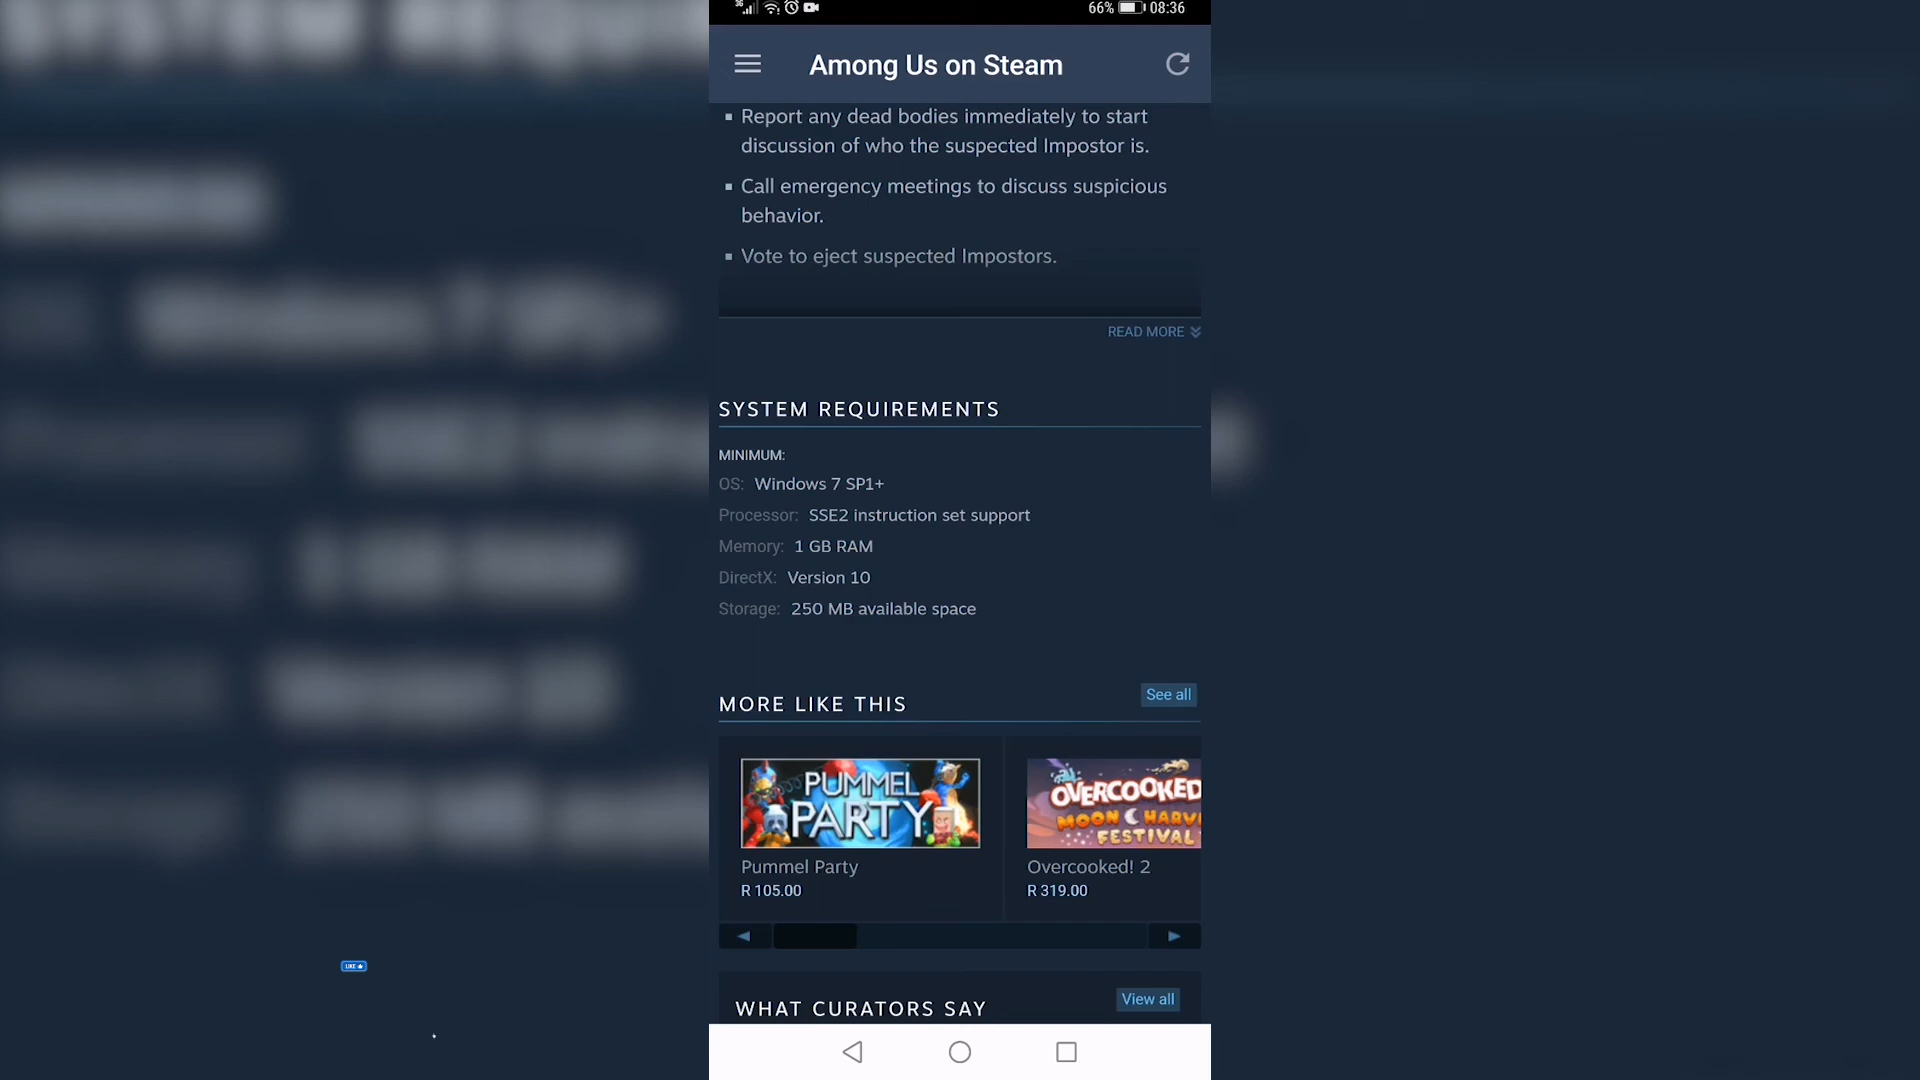 3G
66% 08:36
Among Us on Steam
Report any dead bodies immediately to start
discussion of who the suspected Impostor is.
Call emergency meetings to discuss suspicious
behavior.
Vote to eject suspected Impostors.
READ MORE
SYSTEM REQUIREMENTS
MINIMUM:
OS: Windows 7 SP1+
Processor: SSE2 instruction set support
Memory: 1 GB RAM
DirectX: Version 10
Storage: 250 MB available space
MORE LIKE THIS
See all
PUMMEL
PARTY
OVERCOOKED
MOON HARV
FESTIVAL
Pummel Party
R 105.00
Overcooked! 2
R 319.00
LIKE
WHAT CURATORS SAY
View all